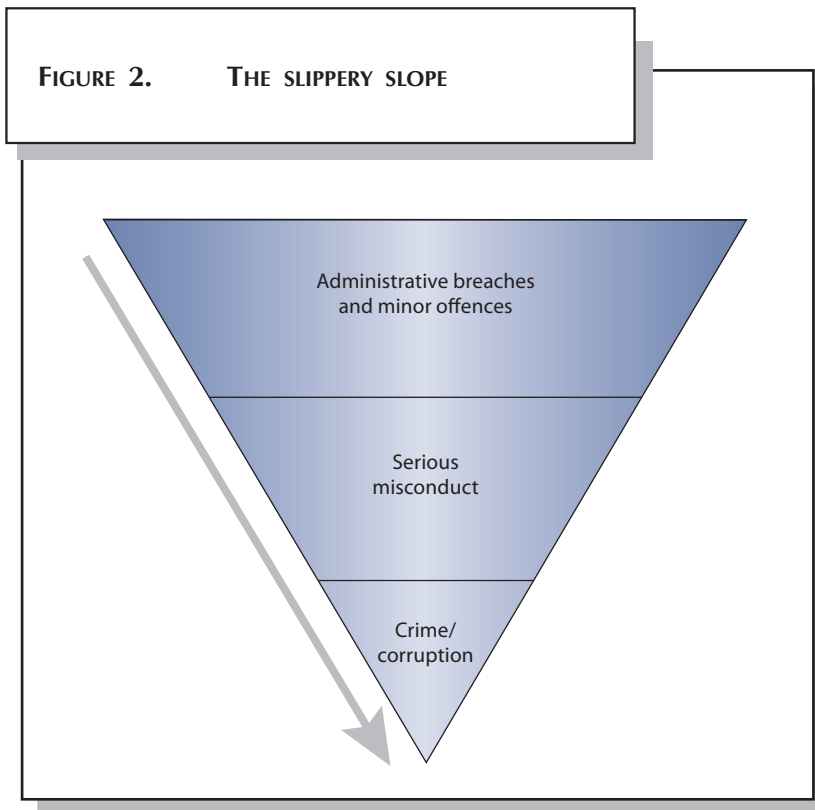 FIGURE 2. THE SLIPPERY SLOPE
Administrative breaches
and minor offences
Serious
misconduct
Crime/
corruption